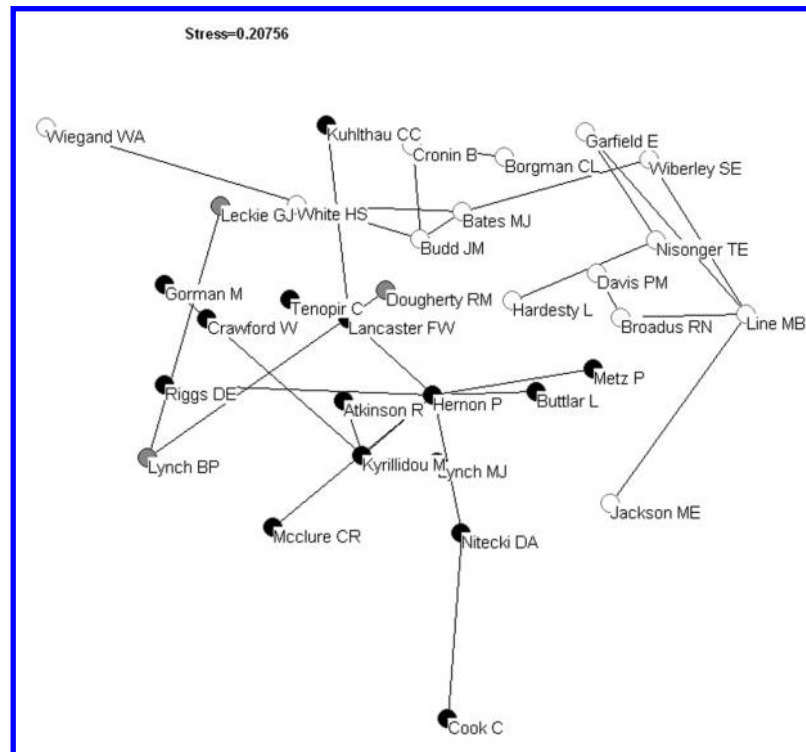 Stress=0.20756
Wiegand WA
Kuhlthau CC
Cronin B
Borgman CL
Garfield E
Wiberley SE
Leckie GJ
White HS
Bates MJ
Budd JM
Nisonger TE
Gorman M
Tenopir C
Dougherty RM
Davis PM
Hardesty L
Crawford W
Lancaster FW
Broadus RN
Line MB
Riggs DE
Atkinson R
Hernon P
Buttlar L
Metz P
Lynch BP
Kyrillidou M
Lynch MJ
Jackson ME
Mcclure CR
Nitecki DA
Cook C